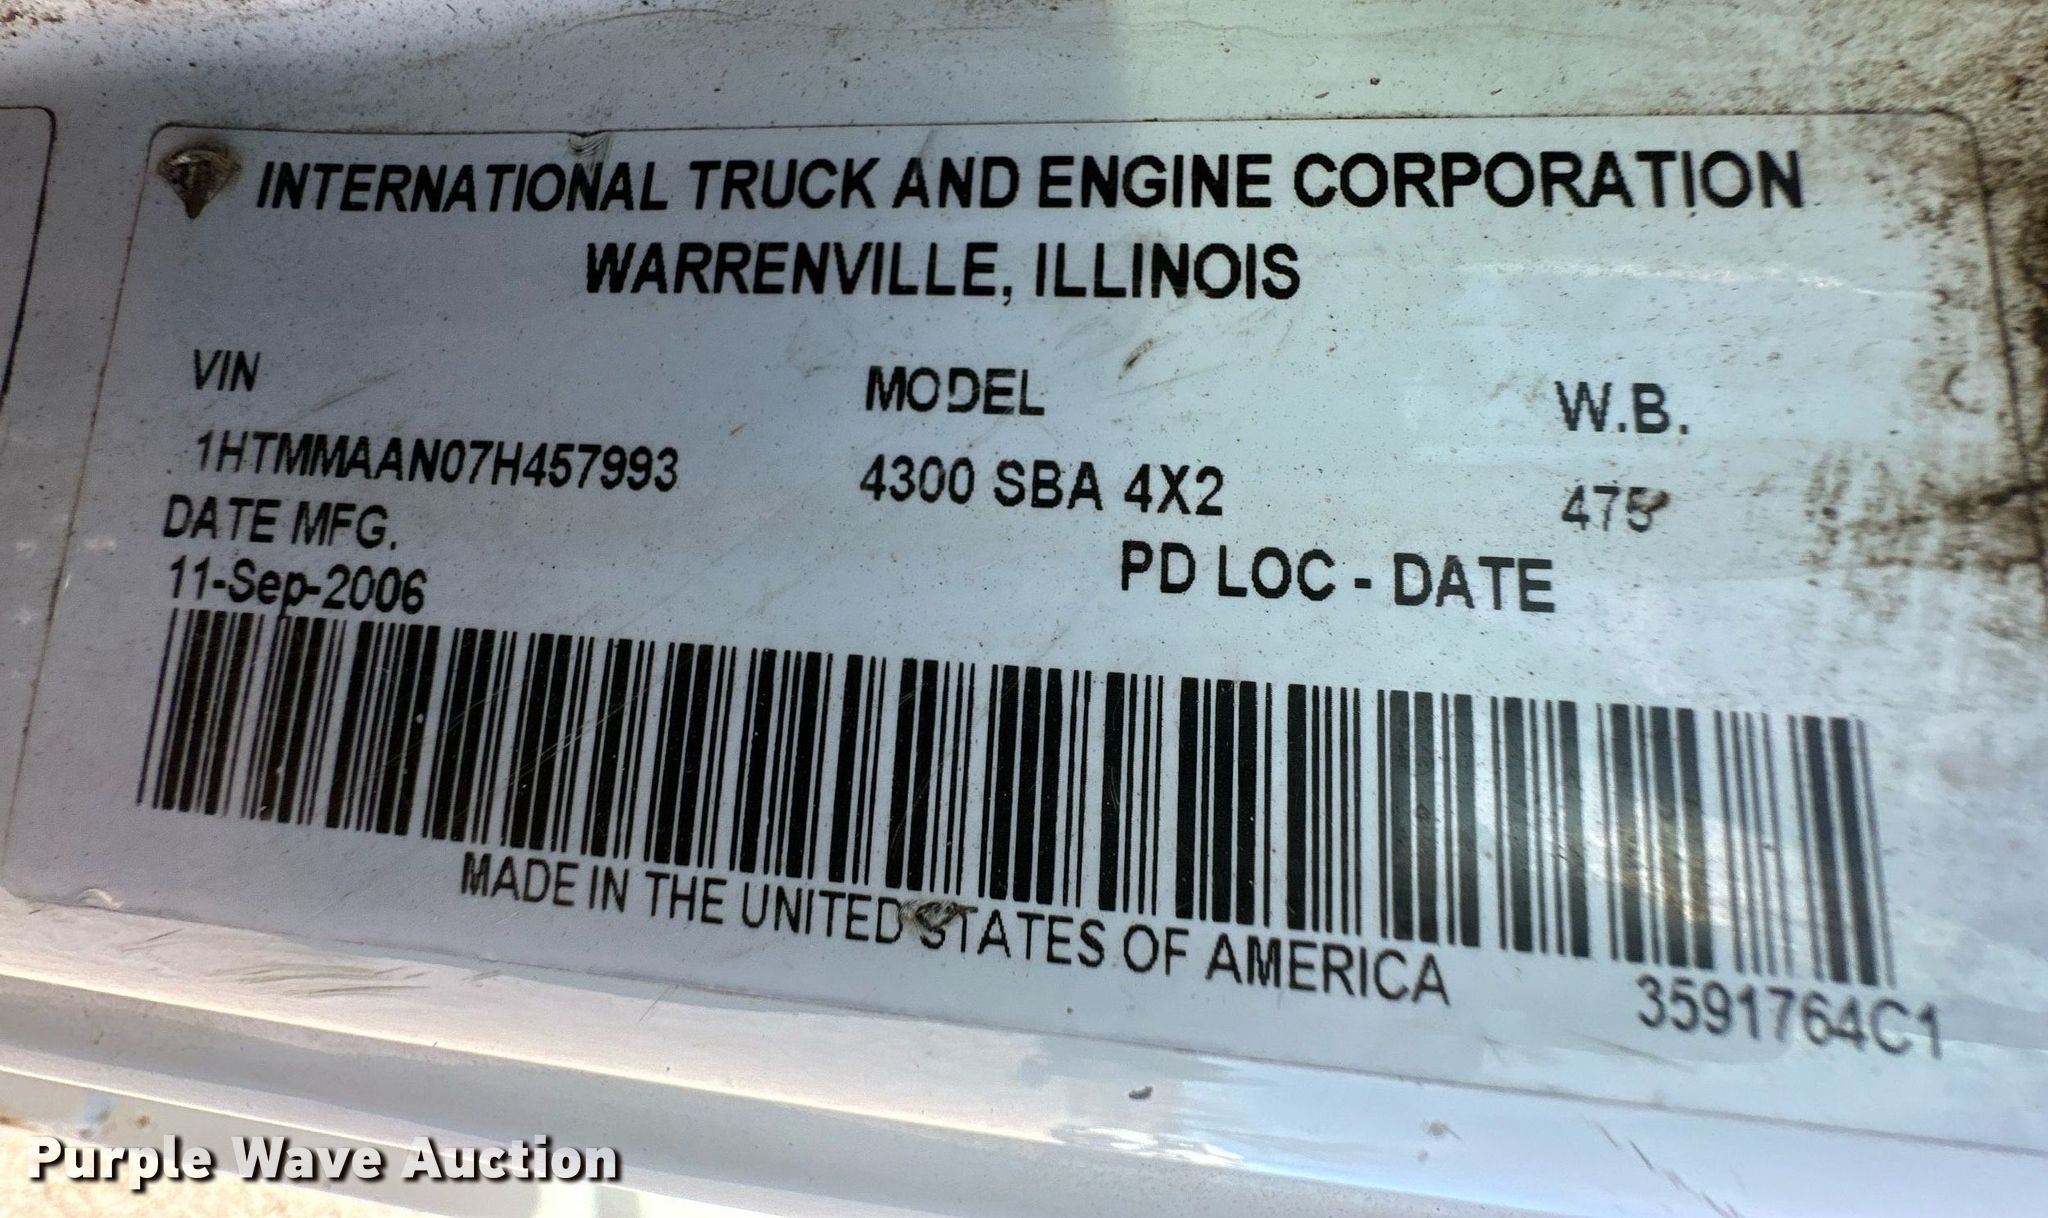 INTERNATIONAL TRUCK AND ENGINE CORPORATION
WARRENVILLE, ILLINOIS
VIN MODEL W.B.
1HTMMAAN07H457993 4300 SBA 4X2 475
DATE MFG.
11-Sep-2006 PD LOC - DATE
MADE IN THE UNITED STATES OF AMERICA
3591764C1
Purple Wave Auction